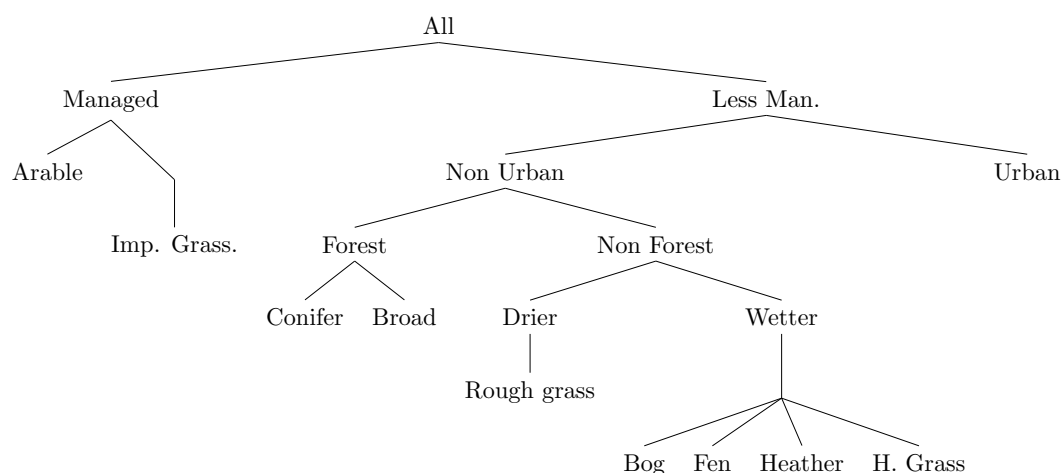 All
Managed Less Man.
Arable Non Urban Urban
Imp. Grass. Forest Non Forest
Conifer Broad Drier Wetter
Rough grass
Bog Fen Heather H. Grass